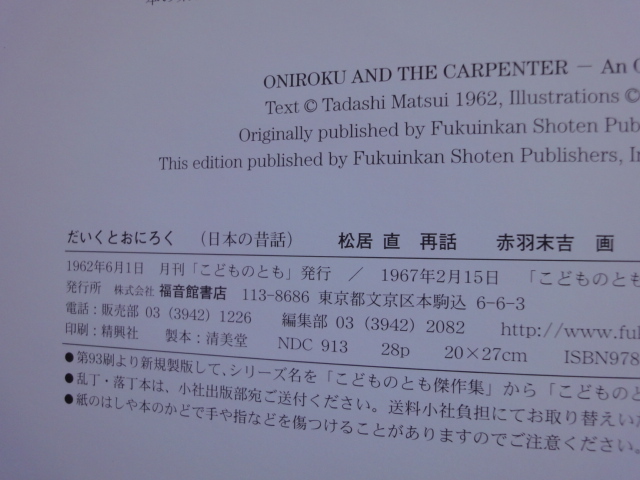 ONIROKU AND THE CARPENTER — An O
Text © Tadashi Matsui 1962, Illustrations ©
Originally published by Fukuinkan Shoten Pub
This edition published by Fukuinkan Shoten Publishers, In
だいくとおにろく (日本の昔話) 松居 直 再話 赤羽末吉 画
1962年6月1日 月刊「こどものとも」発行 / 1967年2月15日 「こどものとも
発行所 株式会社 福音館書店 113-8686 東京都文京区本駒込 6-6-3
電話:販売部 03 (3942) 1226 編集部 03 (3942) 2082 http://www.fuk
印刷:精興社 製本:清美堂 NDC 913 28p 20×27cm ISBN978
●第93刷より新規製版して、シリーズ名を「こどものとも傑作集」から「こどものと
●乱丁・落丁本は、小社出版部宛ご送付ください。送料小社負担にてお取り替えいた
●紙のはしや本のかどで手や指などを傷つけることがありますのでご注意ください。